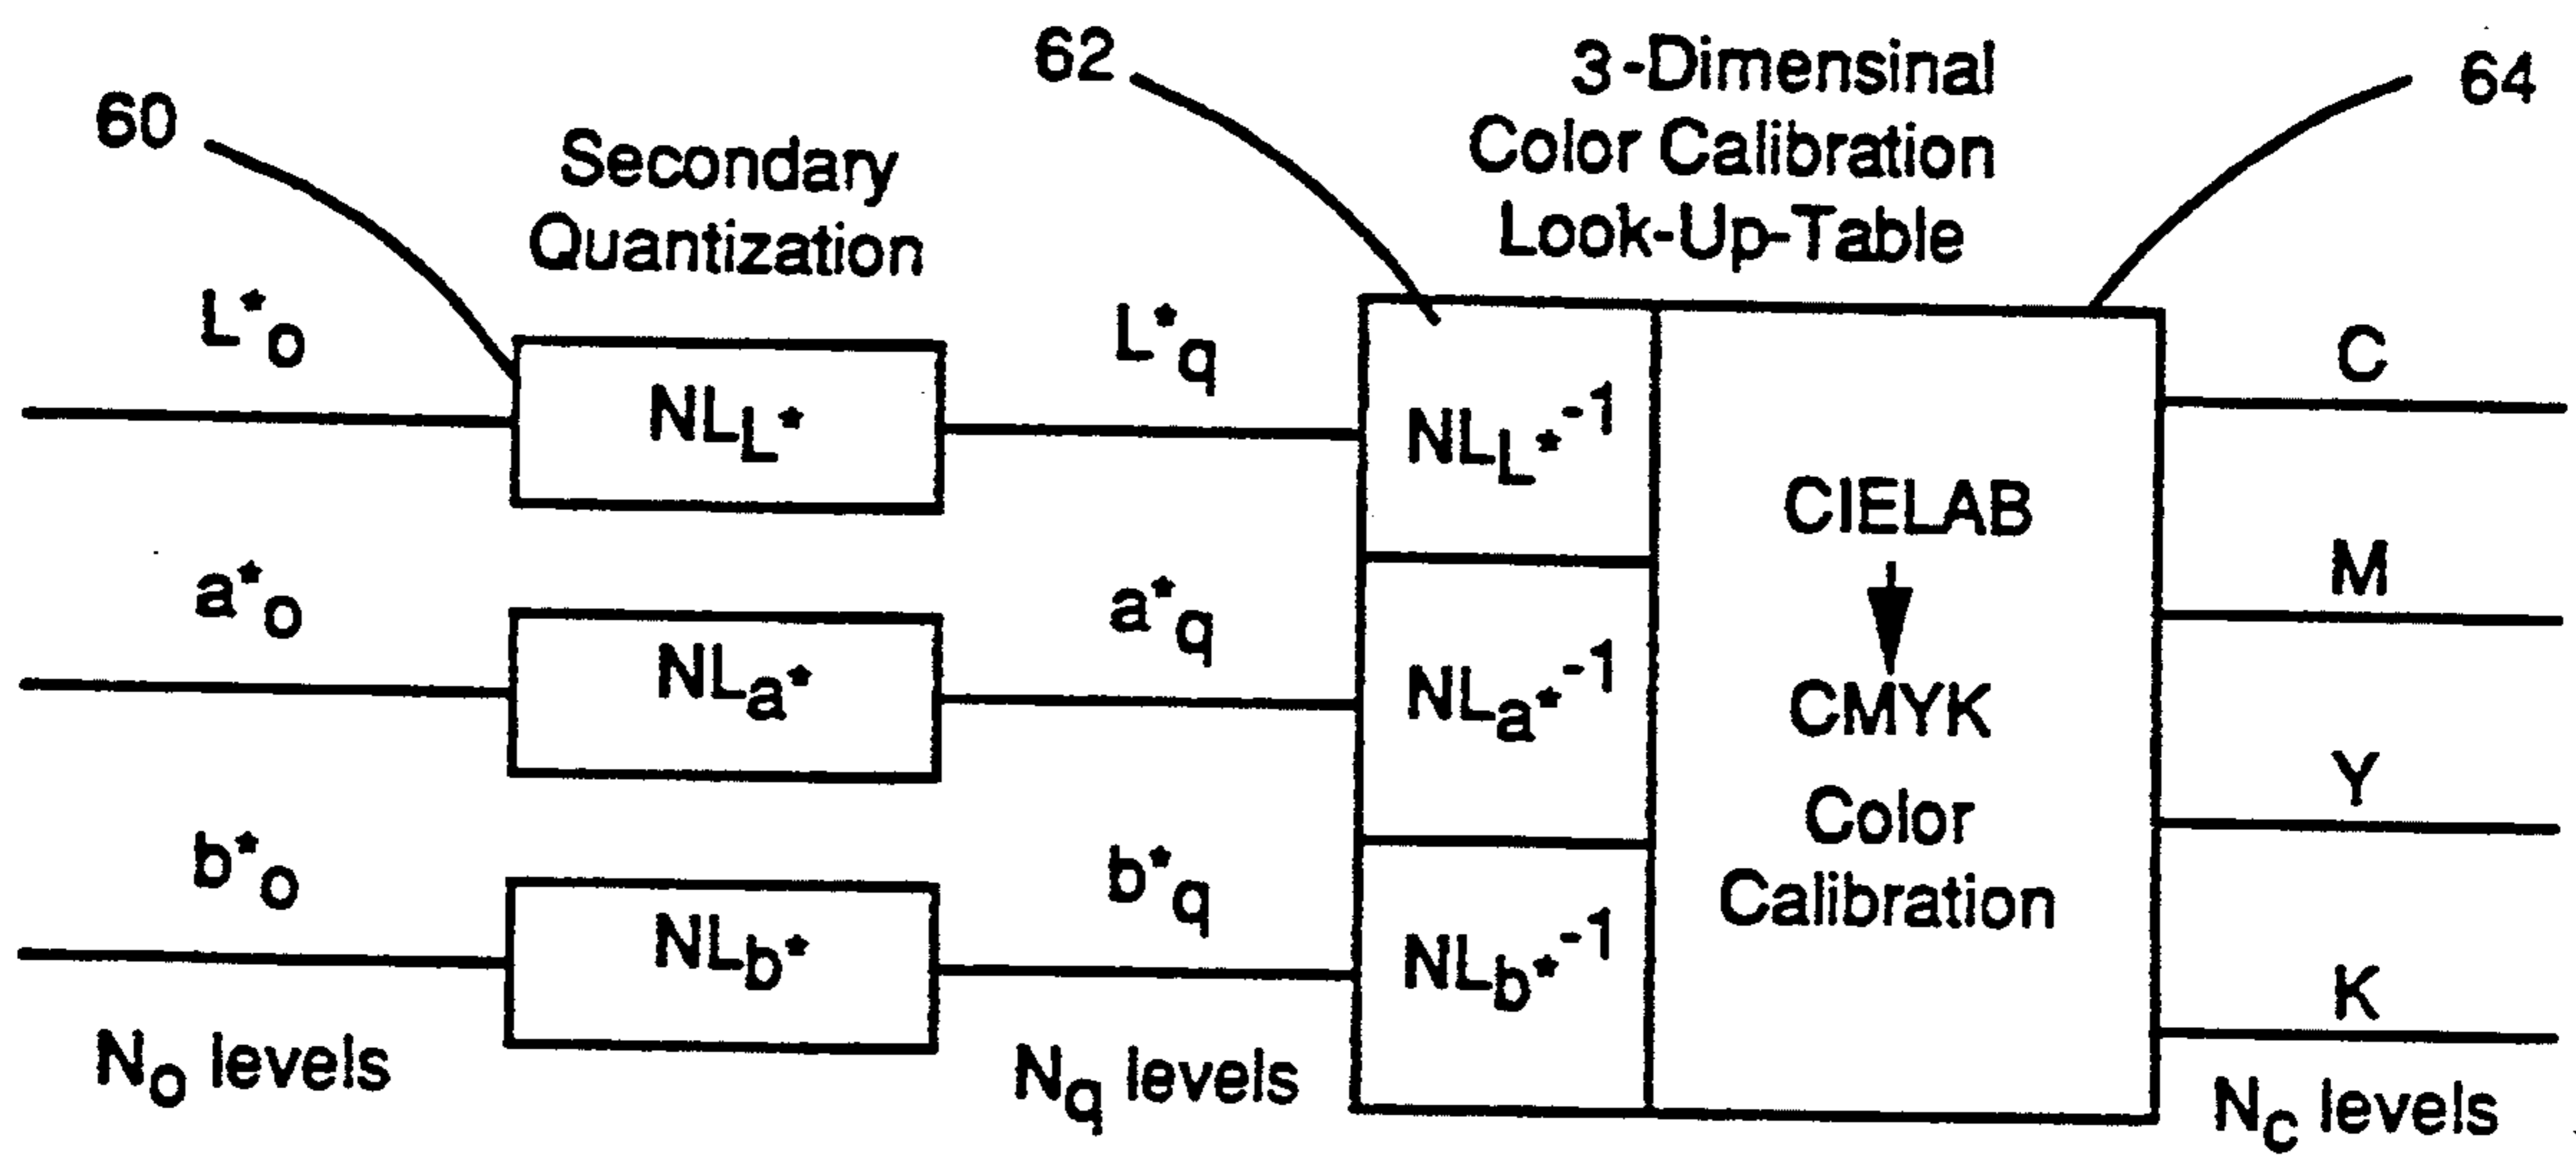 60
Secondary
Quantization
62
3-Dimensinal
Color Calibration
Look-Up-Table
64
L*o
NLL*
L*q
NLL*-1
C
a*o
NLa*
a*q
NLa*-1
M
b*o
NLb*
b*q
NLb*-1
CIELAB
CMYK
Color
Calibration
Y
K
No levels
Nq levels
Nc levels